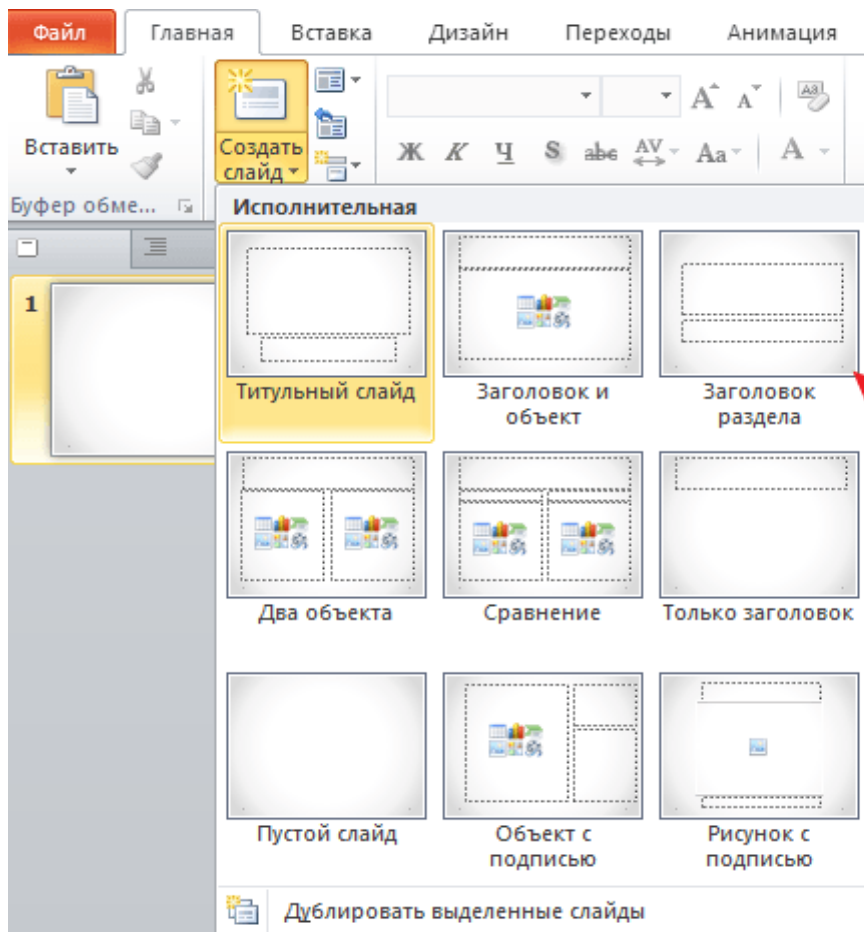 Файл Главная Вставка Дизайн Переходы Анимация
Вставить
Создать
слайд
Ж К Ч S abc AV Aa A
Буфер обме...
Исполнительная
1
Титульный слайд
Заголовок и
объект
Заголовок
раздела
Два объекта
Сравнение
Только заголовок
Пустой слайд
Объект с
подписью
Рисунок с
подписью
Дублировать выделенные слайды